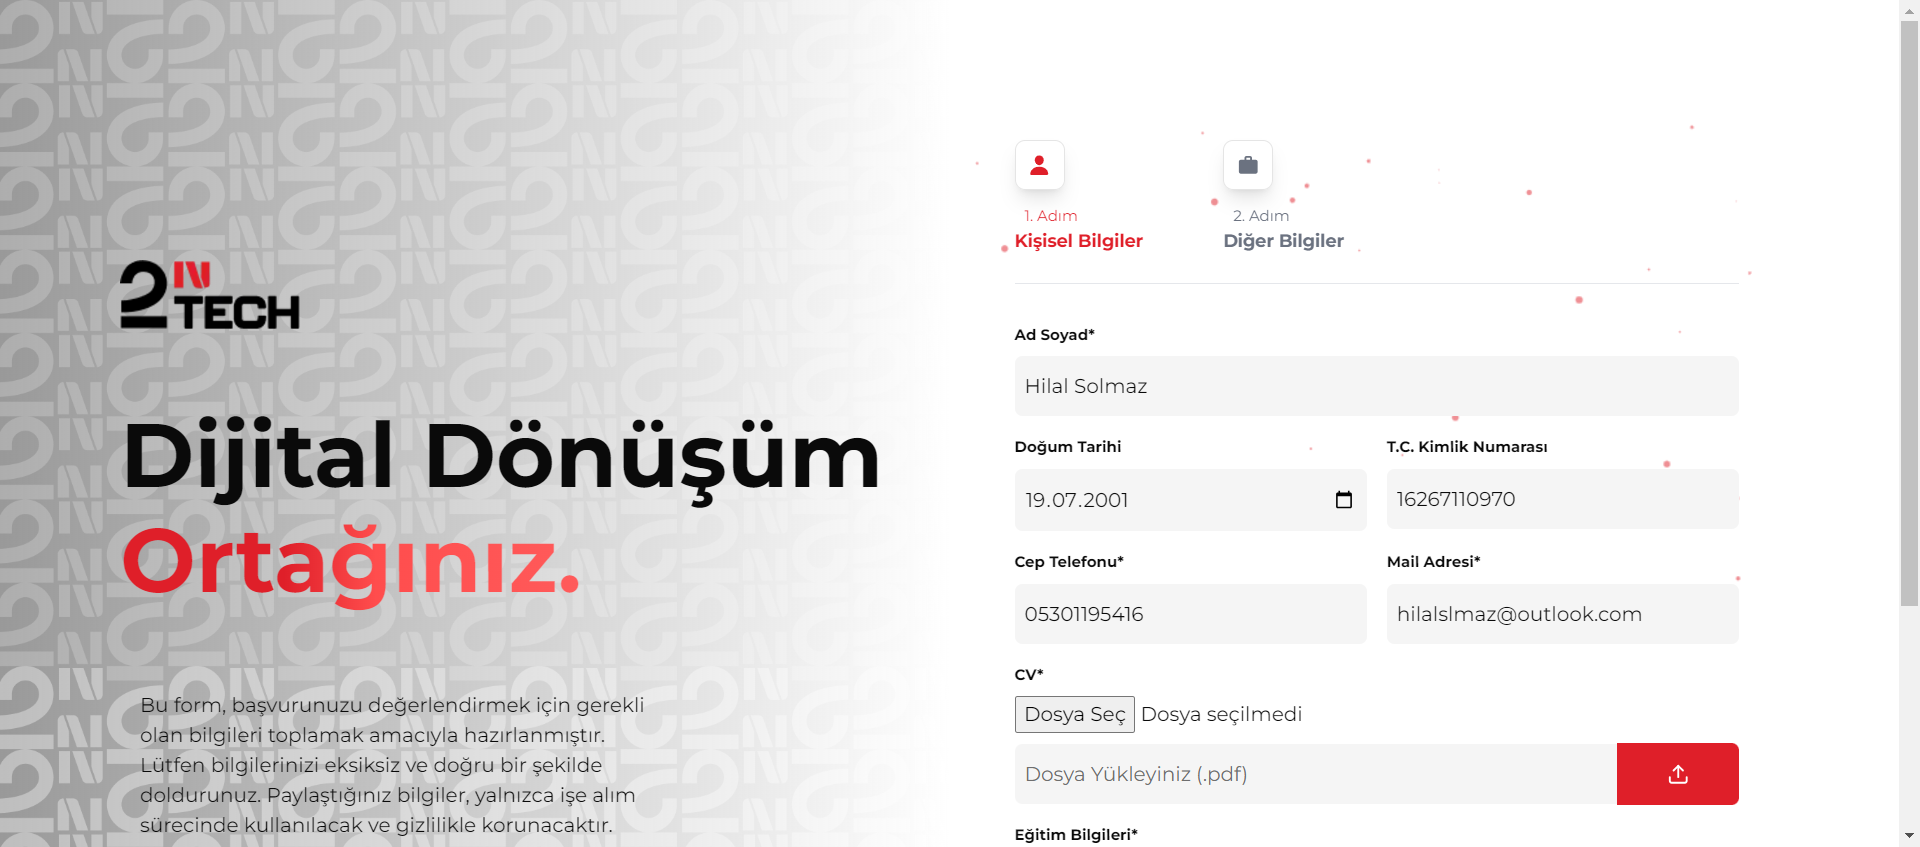 2N TECH
Dijital Dönüşüm
Ortağınız.
Bu form, başvurunuzu değerlendirmek için gerekli
olan bilgileri toplamak amacıyla hazırlanmıştır.
Lütfen bilgilerinizi eksiksiz ve doğru bir şekilde
doldurunuz. Paylaştığınız bilgiler, yalnızca işe alım
sürecinde kullanılacak ve gizlilikle korunacaktır.
1. Adım
Kişisel Bilgiler
2. Adım
Diğer Bilgiler
Ad Soyad*
Hilal Solmaz
Doğum Tarihi
T.C. Kimlik Numarası
19.07.2001
16267110970
Cep Telefonu*
Mail Adresi*
05301195416
hilalslmaz@outlook.com
CV*
Dosya Seç Dosya seçilmedi
Dosya Yükleyiniz (.pdf)
Eğitim Bilgileri*